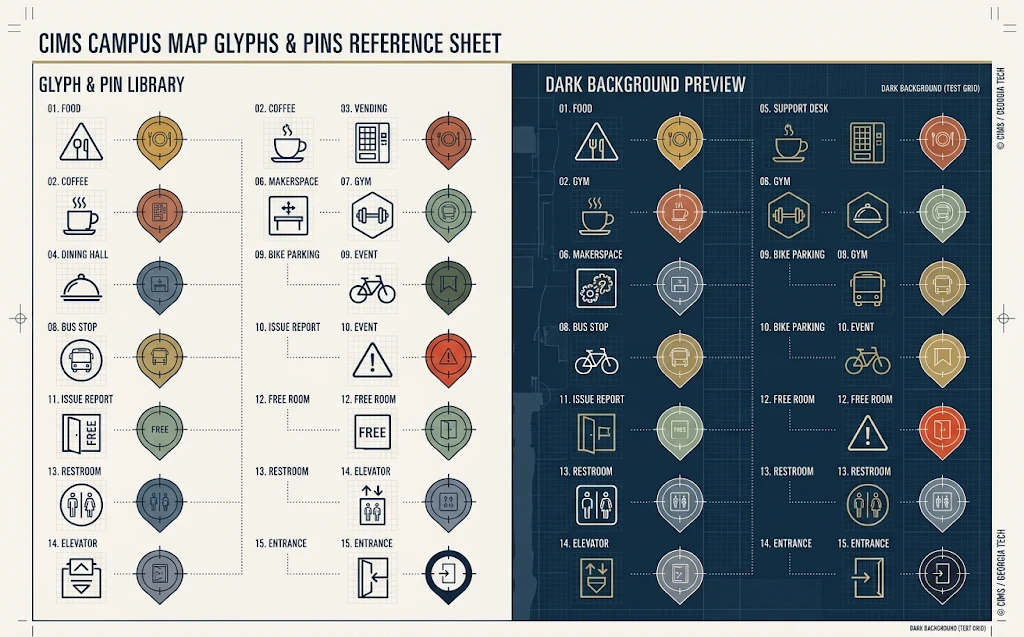 CIMS CAMPUS MAP GLYPHS & PINS REFERENCE SHEET
GLYPH & PIN LIBRARY
01. FOOD
02. COFFEE
03. VENDING
02. COFFEE
06. MAKERSPACE
07. GYM
04. DINING HALL
09. BIKE PARKING
09. EVENT
08. BUS STOP
10. ISSUE REPORT
10. EVENT
11. ISSUE REPORT
12. FREE ROOM
12. FREE ROOM
FREE
FREE
FREE
13. RESTROOM
13. RESTROOM
14. ELEVATOR
14. ELEVATOR
15. ENTRANCE
15. ENTRANCE
DARK BACKGROUND PREVIEW
DARK BACKGROUND (TEST GRID)
01. FOOD
05. SUPPORT DESK
02. GYM
06. GYM
06. MAKERSPACE
09. BIKE PARKING
09. GYM
08. BUS STOP
10. BIKE PARKING
10. EVENT
11. ISSUE REPORT
12. FREE ROOM
12. FREE ROOM
FREE
13. RESTROOM
13. RESTROOM
13. RESTROOM
14. ELEVATOR
14. ENTRANCE
15. ENTRANCE
© CIMS / GEORGIA TECH
© CIMS / GEORGIA TECH
DARK BACKGROUND (TEXT GRID)